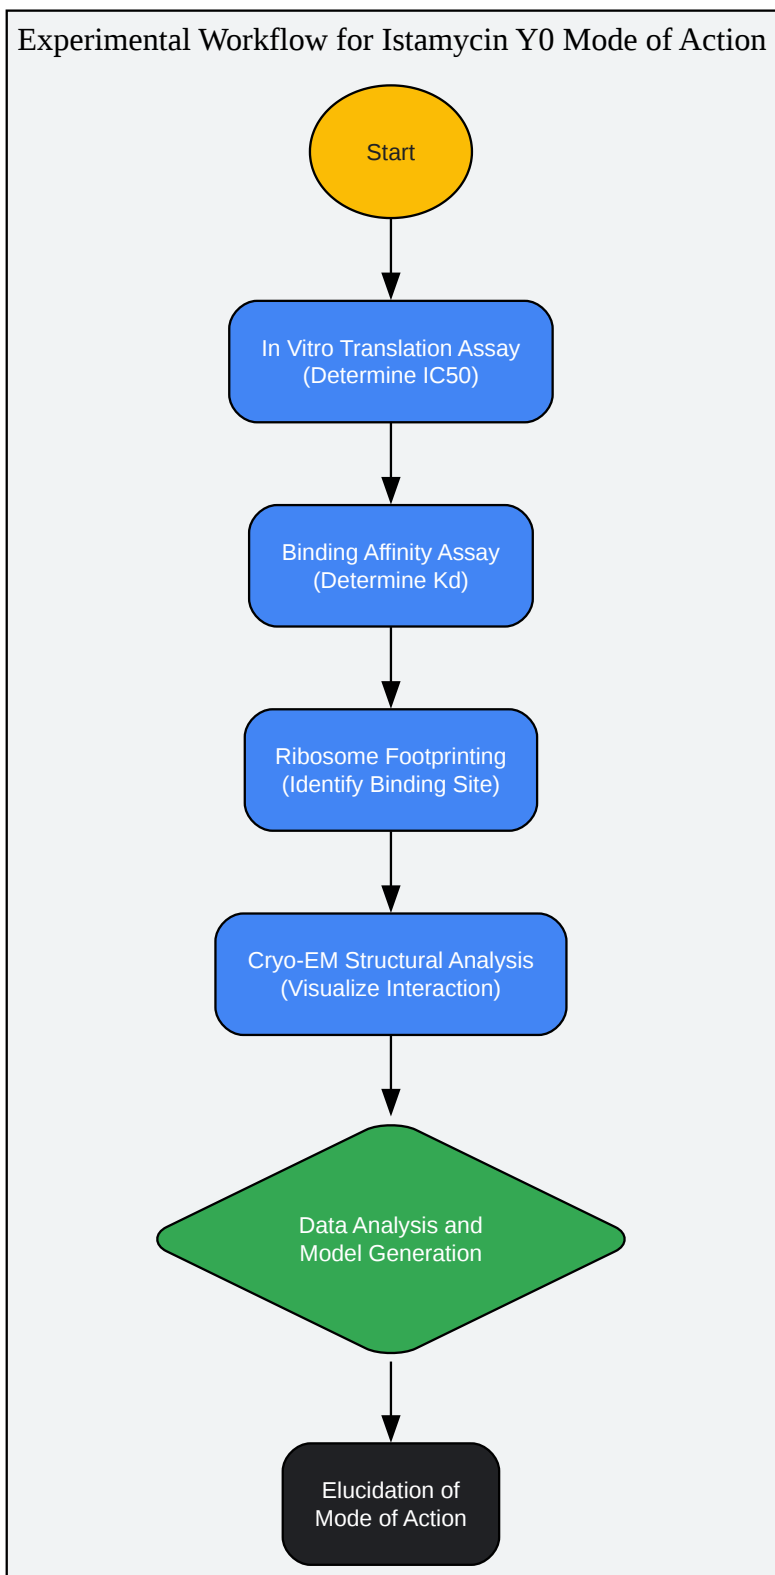 Experimental Workflow for Istamycin Y0 Mode of Action
Start
In Vitro Translation Assay
(Determine IC50)
Binding Affinity Assay
(Determine Kd)
Ribosome Footprinting
(Identify Binding Site)
Cryo-EM Structural Analysis
(Visualize Interaction)
Data Analysis and
Model Generation
Elucidation of
Mode of Action